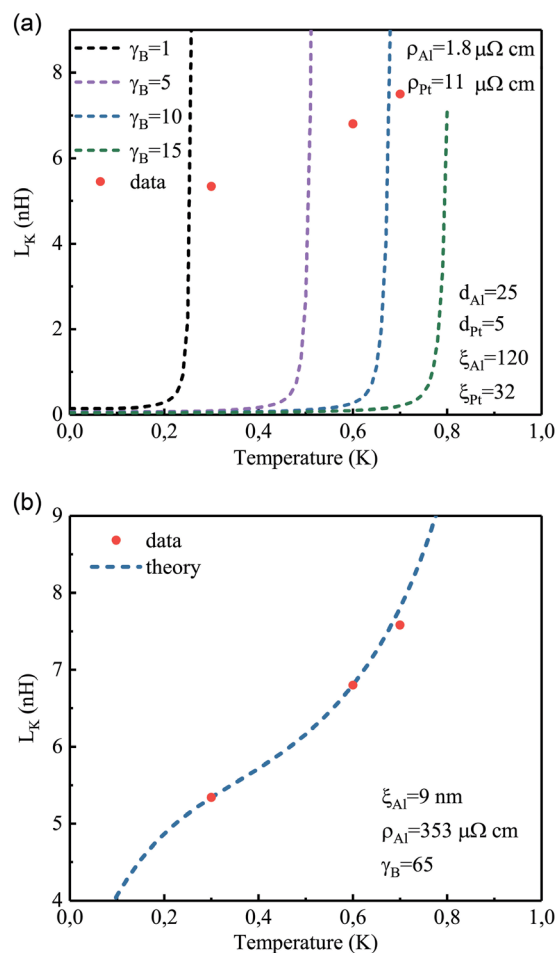 (a)
γB=1
γB=5
γB=10
γB=15
data
ρAl=1.8 μΩ cm
ρPt=11 μΩ cm
dAl=25
dPt=5
ξAl=120
ξPt=32
LK (nH)
8
6
4
2
0
0,0 0,2 0,4 0,6 0,8 1,0
Temperature (K)
(b)
data
theory
ξAl=9 nm
ρAl=353 μΩ cm
γB=65
LK (nH)
9
8
7
6
5
4
0,0 0,2 0,4 0,6 0,8 1,0
Temperature (K)